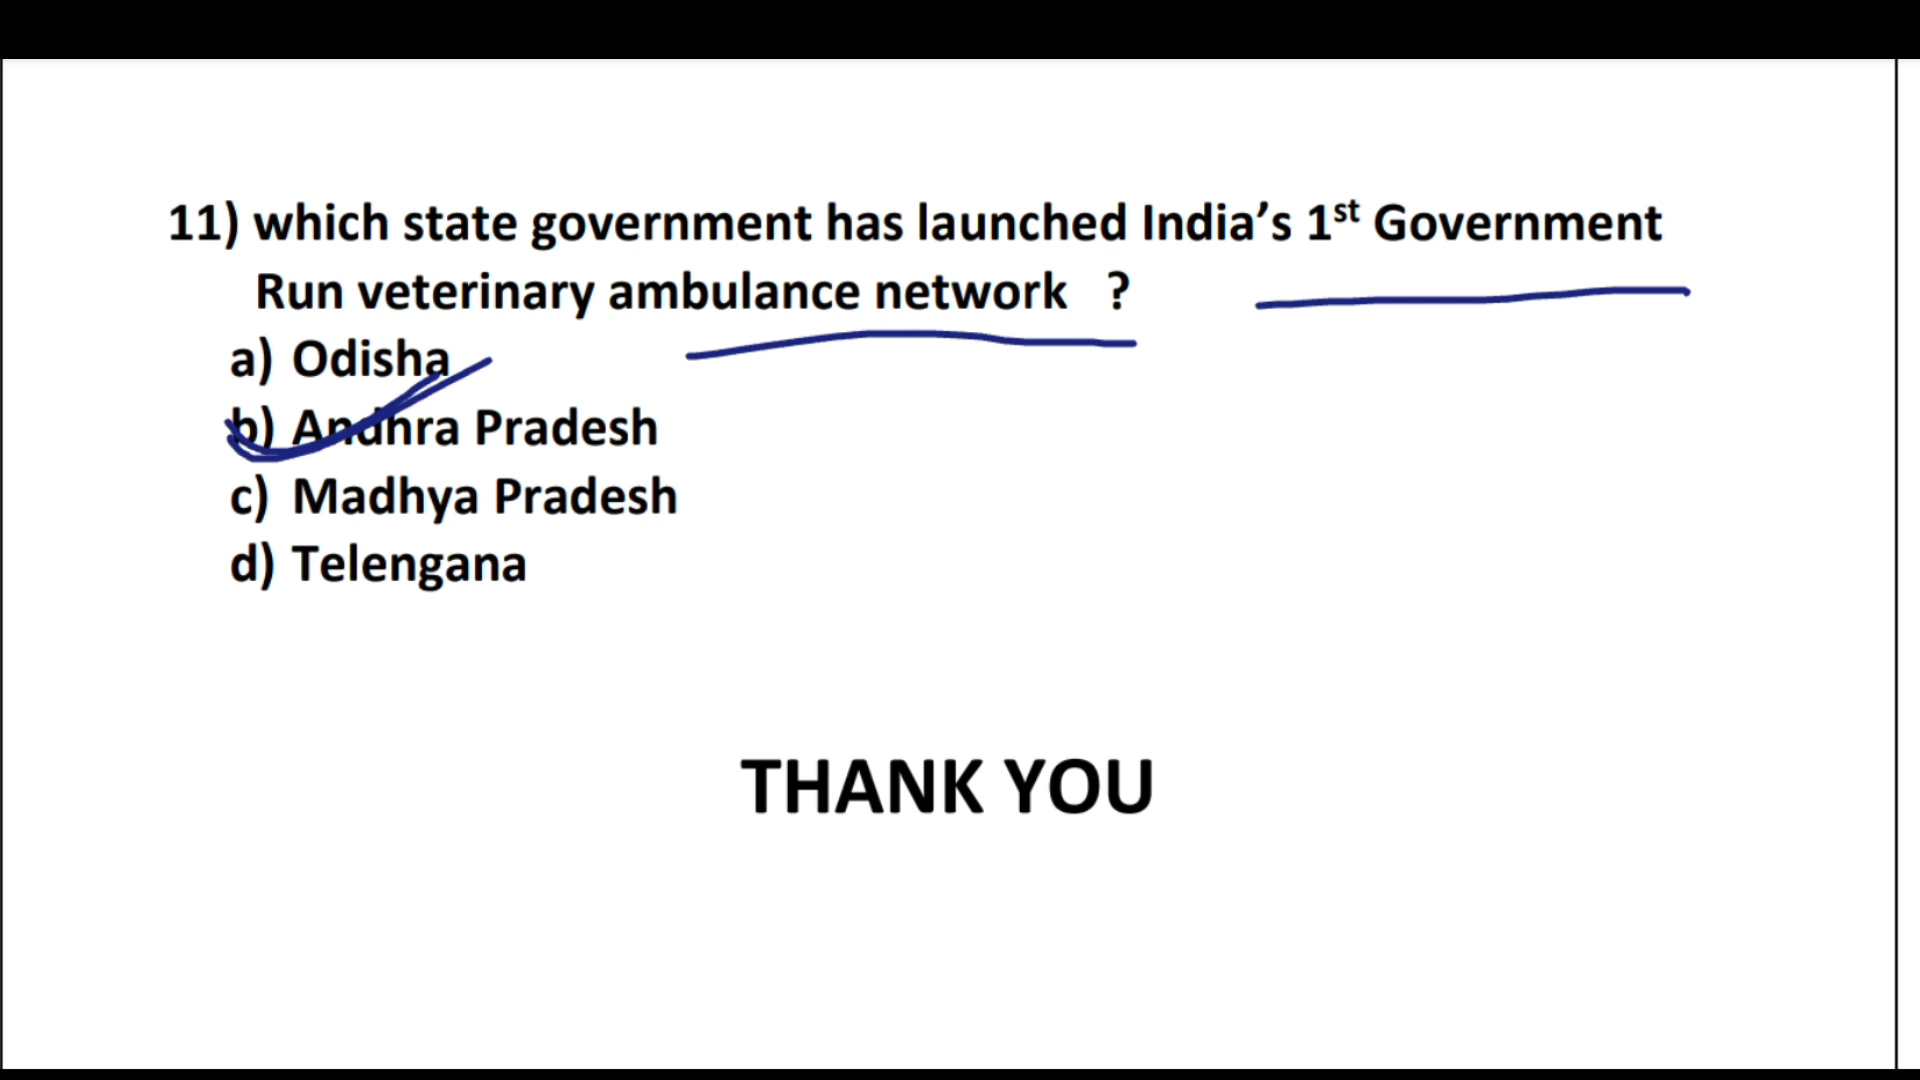 11) which state government has launched India’s 1st Government
Run veterinary ambulance network ?
a) Odisha
b) Andhra Pradesh
c) Madhya Pradesh
d) Telengana
THANK YOU